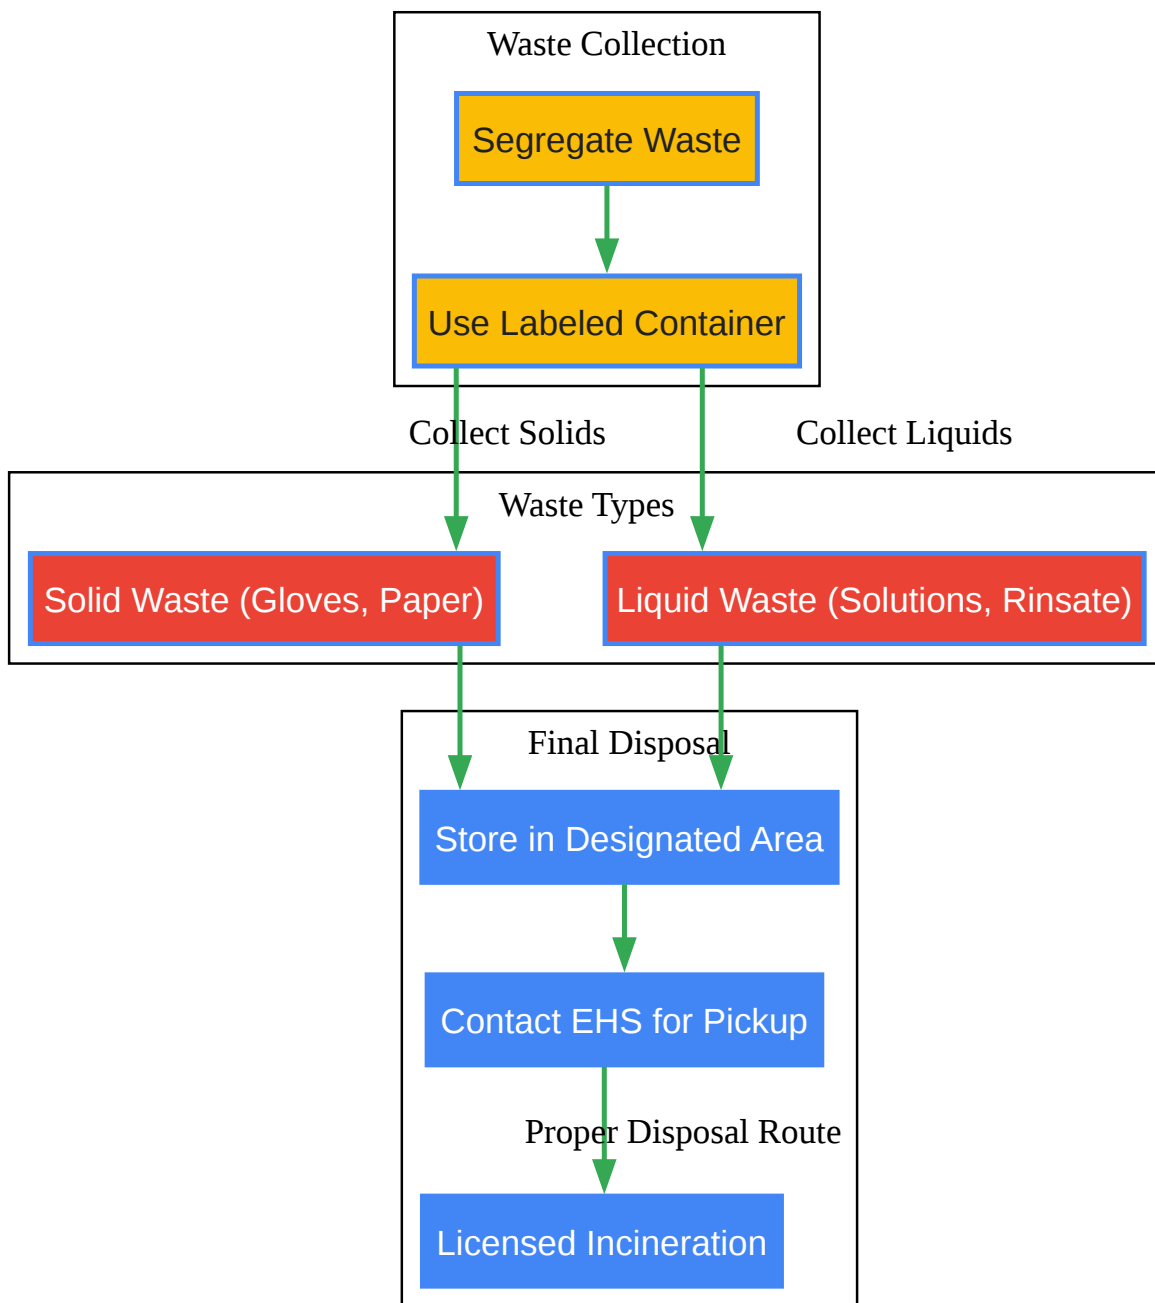 Waste Collection
Segregate Waste
Use Labeled Container
Collect Solids
Collect Liquids
Waste Types
Solid Waste (Gloves, Paper)
Liquid Waste (Solutions, Rinsate)
Final Disposal
Store in Designated Area
Contact EHS for Pickup
Proper Disposal Route
Licensed Incineration